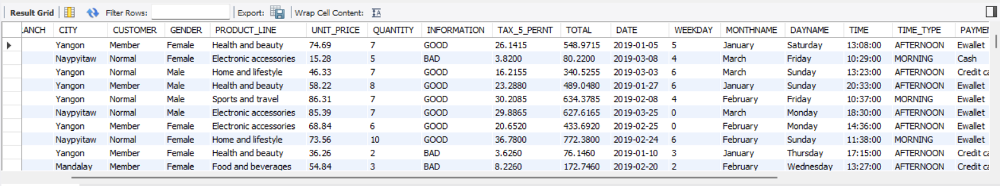 Result Grid Filter Rows: Export: Wrap Cell Content:
ANCH CITY CUSTOMER GENDER PRODUCT_LINE UNIT_PRICE QUANTITY INFORMATION TAX_5_PERNT TOTAL DATE WEEKDAY MONTHNAME DAYNAME TIME TIME_TYPE PAYMEN
Yangon Member Female Health and beauty 74.69 7 GOOD 26.1415 548.9715 2019-01-05 5 January Saturday 13:08:00 AFTERNOON Ewallet
Naypyitaw Normal Female Electronic accessories 15.28 5 BAD 3.8200 80.2200 2019-03-08 4 March Friday 10:29:00 MORNING Cash
Yangon Normal Male Home and lifestyle 46.33 7 GOOD 16.2155 340.5255 2019-03-03 6 March Sunday 13:23:00 AFTERNOON Credit ca
Yangon Member Male Health and beauty 58.22 8 GOOD 23.2880 489.0480 2019-01-27 6 January Sunday 20:33:00 AFTERNOON Ewallet
Yangon Normal Male Sports and travel 86.31 7 GOOD 30.2085 634.3785 2019-02-08 4 February Friday 10:37:00 MORNING Ewallet
Naypyitaw Normal Male Electronic accessories 85.39 7 GOOD 29.8865 627.6165 2019-03-25 0 March Monday 18:30:00 AFTERNOON Ewallet
Yangon Member Female Electronic accessories 68.84 6 GOOD 20.6520 433.6920 2019-02-25 0 February Monday 14:36:00 AFTERNOON Ewallet
Naypyitaw Normal Female Home and lifestyle 73.56 10 GOOD 36.7800 772.3800 2019-02-24 6 February Sunday 11:38:00 MORNING Ewallet
Yangon Member Female Health and beauty 36.26 2 BAD 3.6260 76.1460 2019-01-10 3 January Thursday 17:15:00 AFTERNOON Credit ca
Mandalay Member Female Food and beverages 54.84 3 BAD 8.2260 172.7460 2019-02-20 2 February Wednesday 13:27:00 AFTERNOON Credit ca